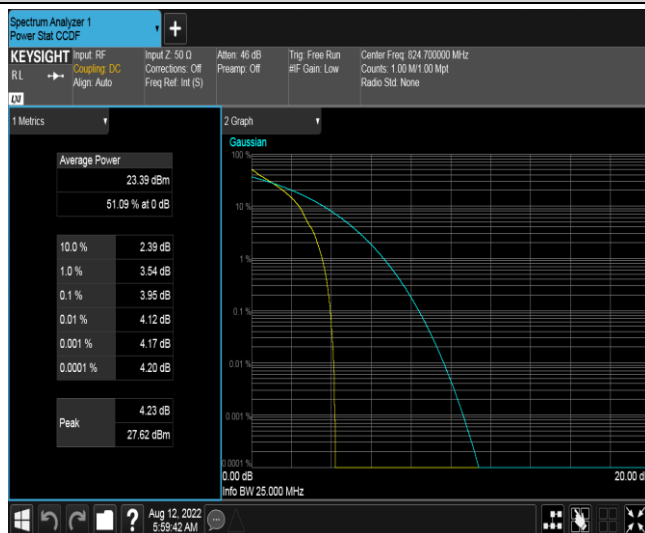 Spectrum Analyzer 1
Power Stat CCDF
+
KEYSIGHT
RL
LXI
Input: RF
Coupling: DC
Align: Auto
Input Z: 50 Ω
Corrections: Off
Freq Ref: Int (S)
Atten: 46 dB
Preamp: Off
Trig: Free Run
#IF Gain: Low
Center Freq: 824.700000 MHz
Counts: 1.00 M/1.00 Mpt
Radio Std: None
1 Metrics
Average Power
23.39 dBm
51.09 % at 0 dB
10.0 % 2.39 dB
1.0 % 3.54 dB
0.1 % 3.95 dB
0.01 % 4.12 dB
0.001 % 4.17 dB
0.0001 % 4.20 dB
Peak
4.23 dB
27.62 dBm
2 Graph
Gaussian
100 %
10 %
1 %
0.1 %
0.01 %
0.001 %
0.0001 %
0.00 dB
20.00 d
Info BW 25.000 MHz
?
Aug 12, 2022
5:59:42 AM